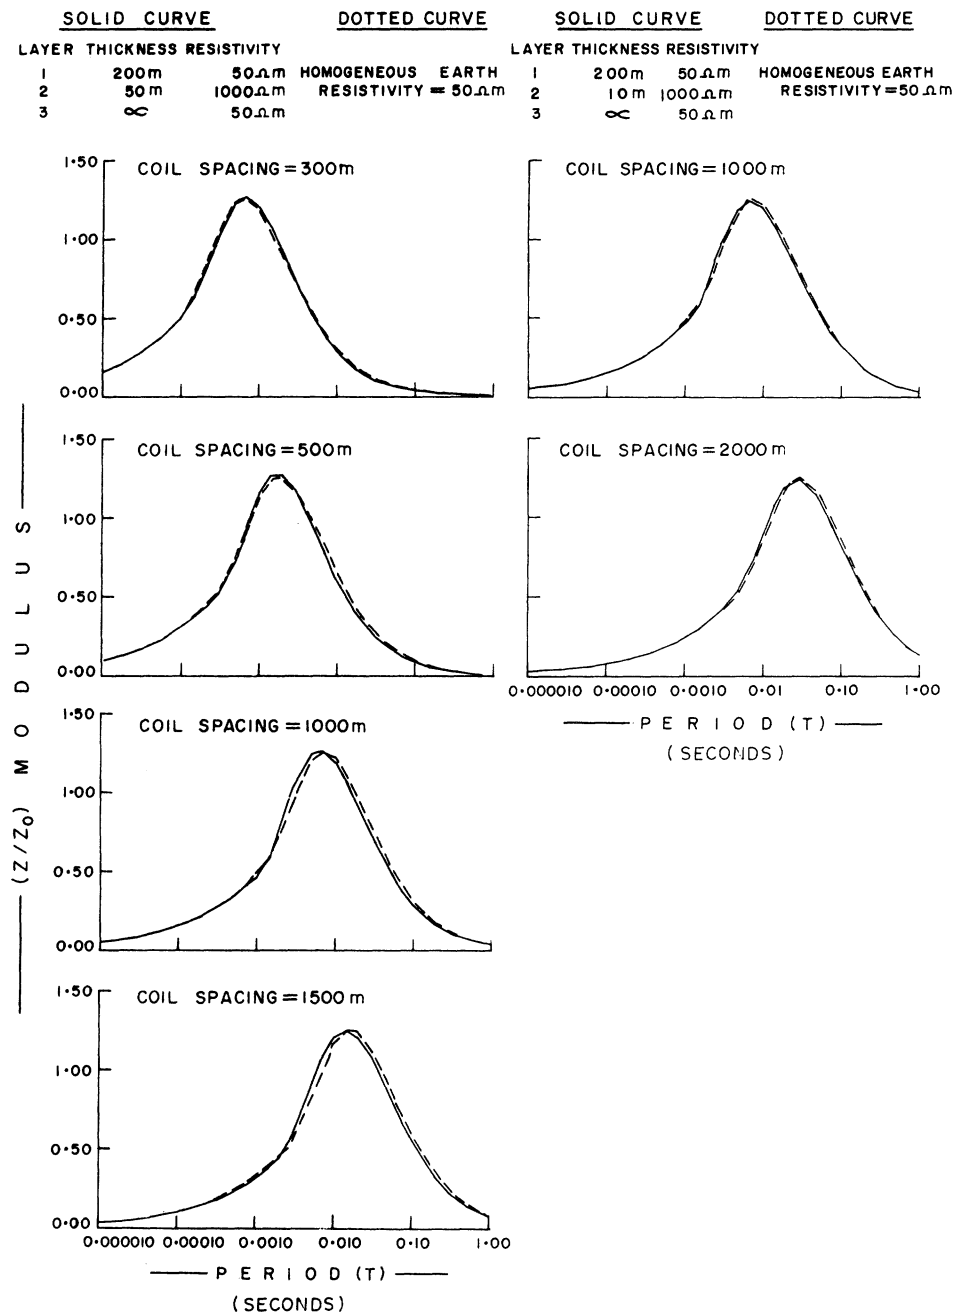 SOLID CURVE DOTTED CURVE SOLID CURVE DOTTED CURVE
LAYER THICKNESS RESISTIVITY LAYER THICKNESS RESISTIVITY
1 200m 50Ωm HOMOGENEOUS EARTH 1 200m 50Ωm HOMOGENEOUS EARTH
2 50m 1000Ωm RESISTIVITY = 50Ωm 2 10m 1000Ωm RESISTIVITY=50Ωm
3 ∝ 50Ωm 3 ∝ 50Ωm
1·50
COIL SPACING=300m
1·00
0·50
0·00
COIL SPACING=1000m
1·50
COIL SPACING=500m
1·00
0·50
0·00
COIL SPACING=2000m
0·000010 0·00010 0·0010 0·01 0·10 1·00
PERIOD (T)
(SECONDS)
1·50
COIL SPACING=1000m
1·00
0·50
0·00
1·50
COIL SPACING=1500m
1·00
0·50
0·00
0·000010 0·00010 0·0010 0·010 0·10 1·00
PERIOD (T)
(SECONDS)
(Z/Z₀) MODULUS